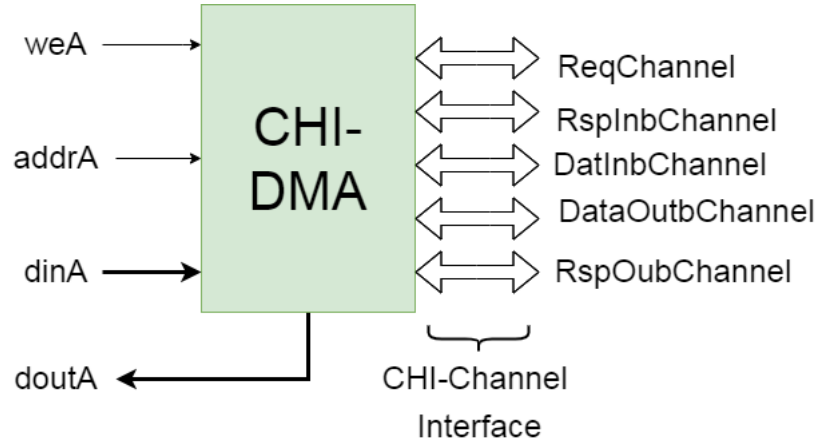 weA
addrA
dinA
doutA
CHI-
DMA
ReqChannel
RspInbChannel
DatInbChannel
DataOutbChannel
RspOubChannel
CHI-Channel
Interface